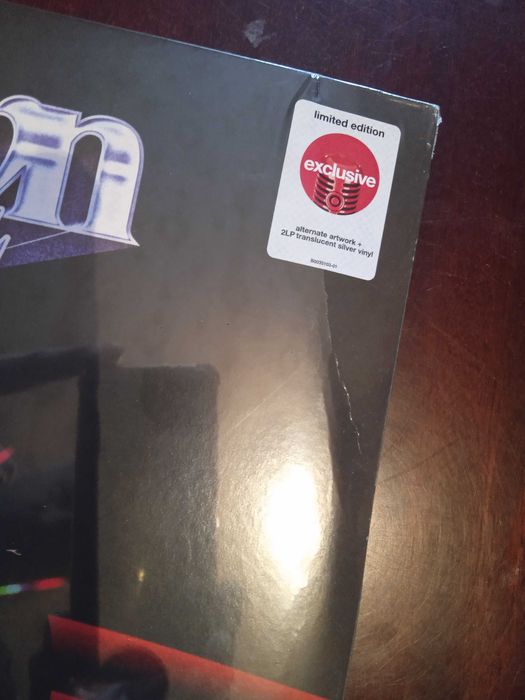 limited edition
exclusive
alternate artwork +
2LP translucent silver vinyl